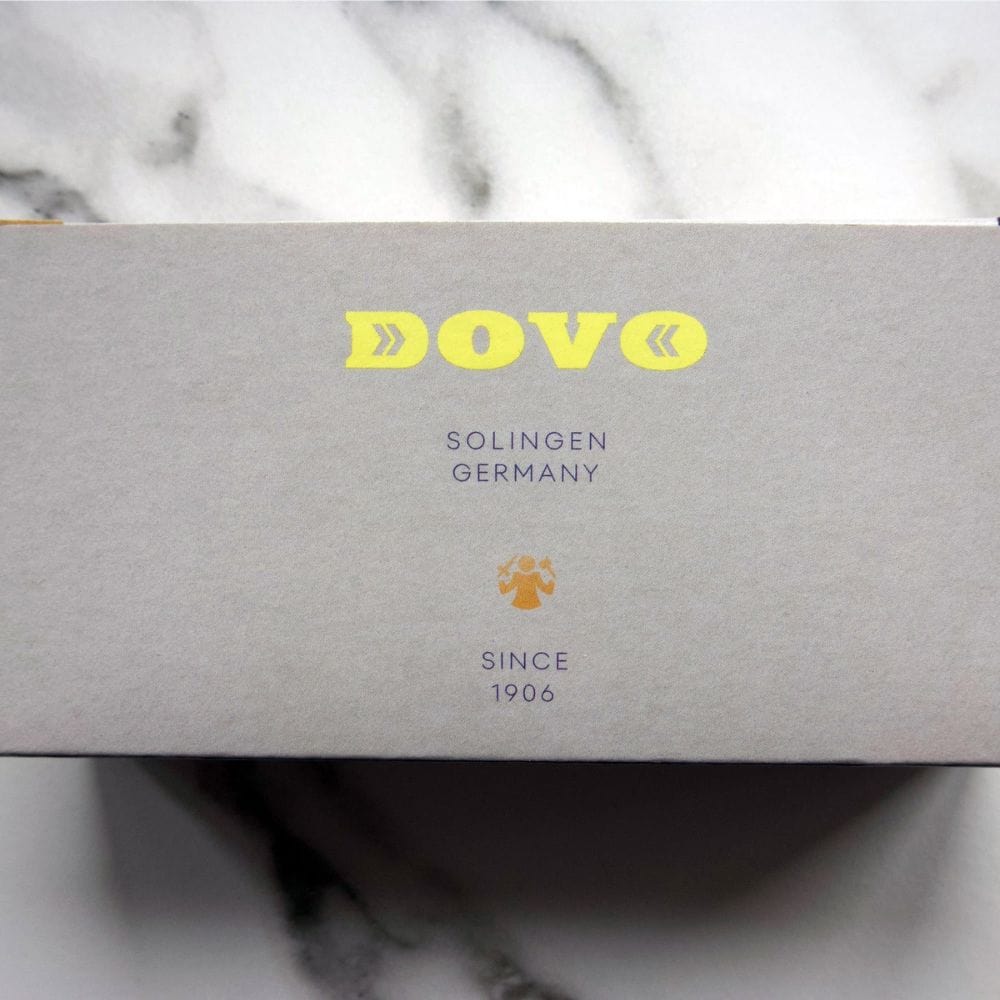 DOVO
SOLINGEN
GERMANY
SINCE
1906